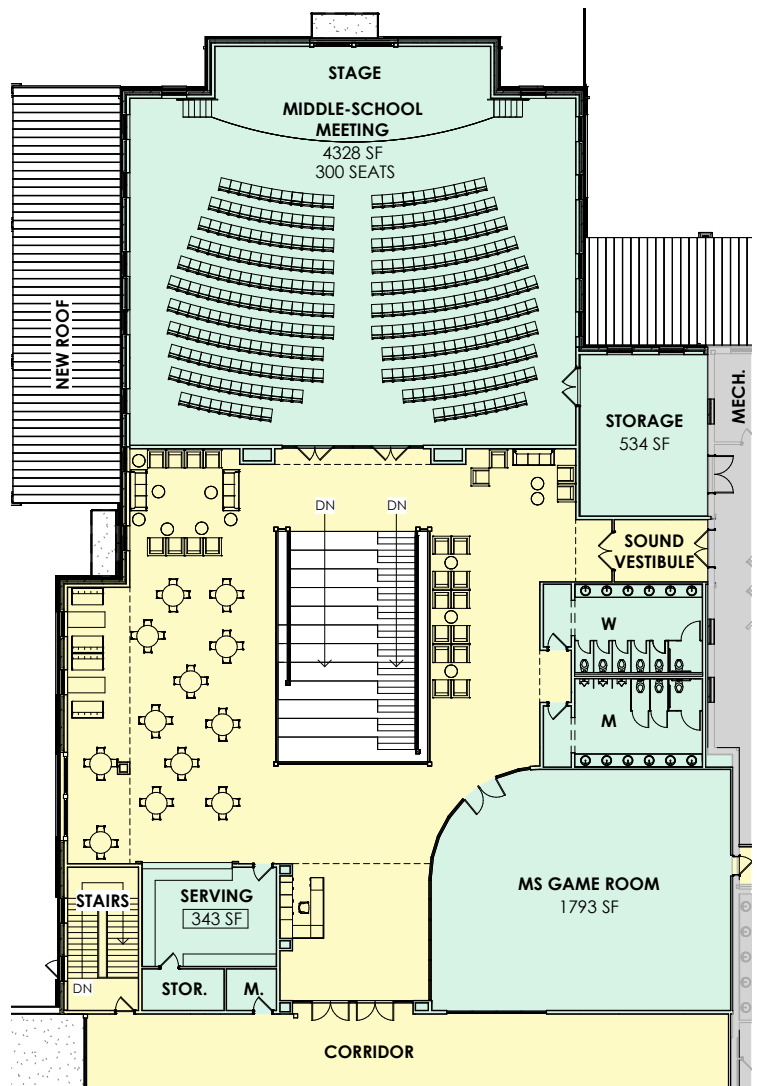 STAGE
MIDDLE-SCHOOL
MEETING
4328 SF
300 SEATS
NEW ROOF
MECH.
STORAGE
534 SF
DN
DN
SOUND
VESTIBULE
W
M
MS GAME ROOM
1793 SF
SERVING
343 SF
STAIRS
DN
STOR.
M.
CORRIDOR